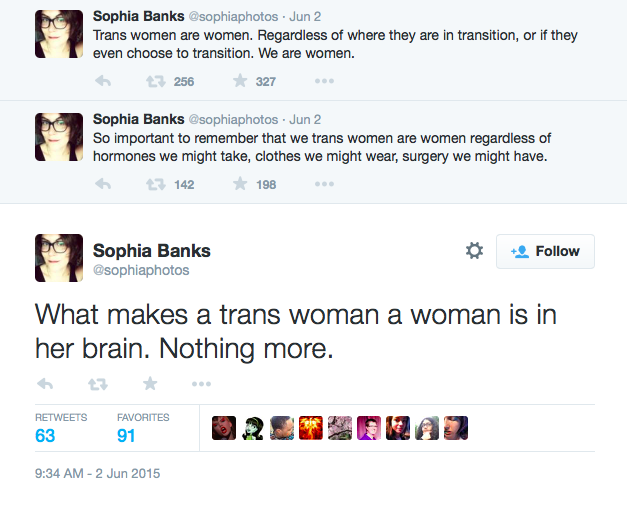 Sophia Banks @sophiaphotos · Jun 2
Trans women are women. Regardless of where they are in transition, or if they
even choose to transition. We are women.
256 327
Sophia Banks @sophiaphotos · Jun 2
So important to remember that we trans women are women regardless of
hormones we might take, clothes we might wear, surgery we might have.
142 198
Sophia Banks
@sophiaphotos
Follow
What makes a trans woman a woman is in
her brain. Nothing more.
RETWEETS FAVORITES
63 91
9:34 AM - 2 Jun 2015